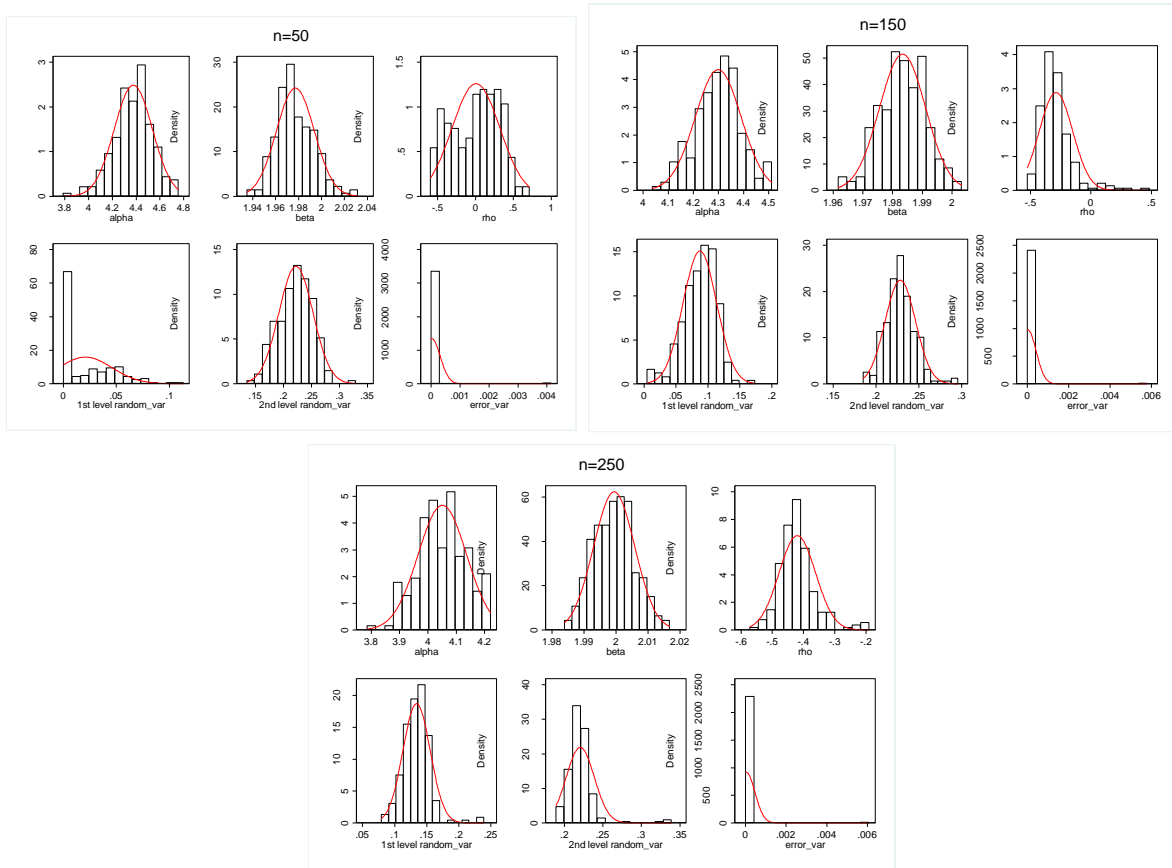 n=50
3
2
1
0
3.8 4 4.2 4.4 4.6 4.8
alpha
30
20
10
0
Density
1.94 1.96 1.98 2 2.02 2.04
beta
1.5
1
.5
0
Density
-.5 0 .5 1
rho
80
60
40
20
0
0 .05 .1
1st level random_var
15
10
5
0
Density
.15 .2 .25 .3 .35
2nd level random_var
4000
3000
2000
1000
0
Density
0 .001 .002 .003 .004
error_var
n=150
5
4
3
2
1
0
4 4.1 4.2 4.3 4.4 4.5
alpha
50
40
30
20
10
0
Density
1.96 1.97 1.98 1.99 2
beta
4
3
2
1
0
Density
-.5 0 .5
rho
15
10
5
0
0 .05 .1 .15 .2
1st level random_var
30
20
10
0
Density
.15 .2 .25 .3
2nd level random_var
2500
2000
1500
1000
500
0
Density
0 .002 .004 .006
error_var
n=250
5
4
3
2
1
0
3.8 3.9 4 4.1 4.2
alpha
60
40
20
0
Density
1.98 1.99 2 2.01 2.02
beta
10
8
6
4
2
0
Density
-.6 -.5 -.4 -.3 -.2
rho
20
15
10
5
0
.05 .1 .15 .2 .25
1st level random_var
40
30
20
10
0
Density
.2 .25 .3 .35
2nd level random_var
2500
2000
1500
1000
500
0
Density
0 .002 .004 .006
error_var